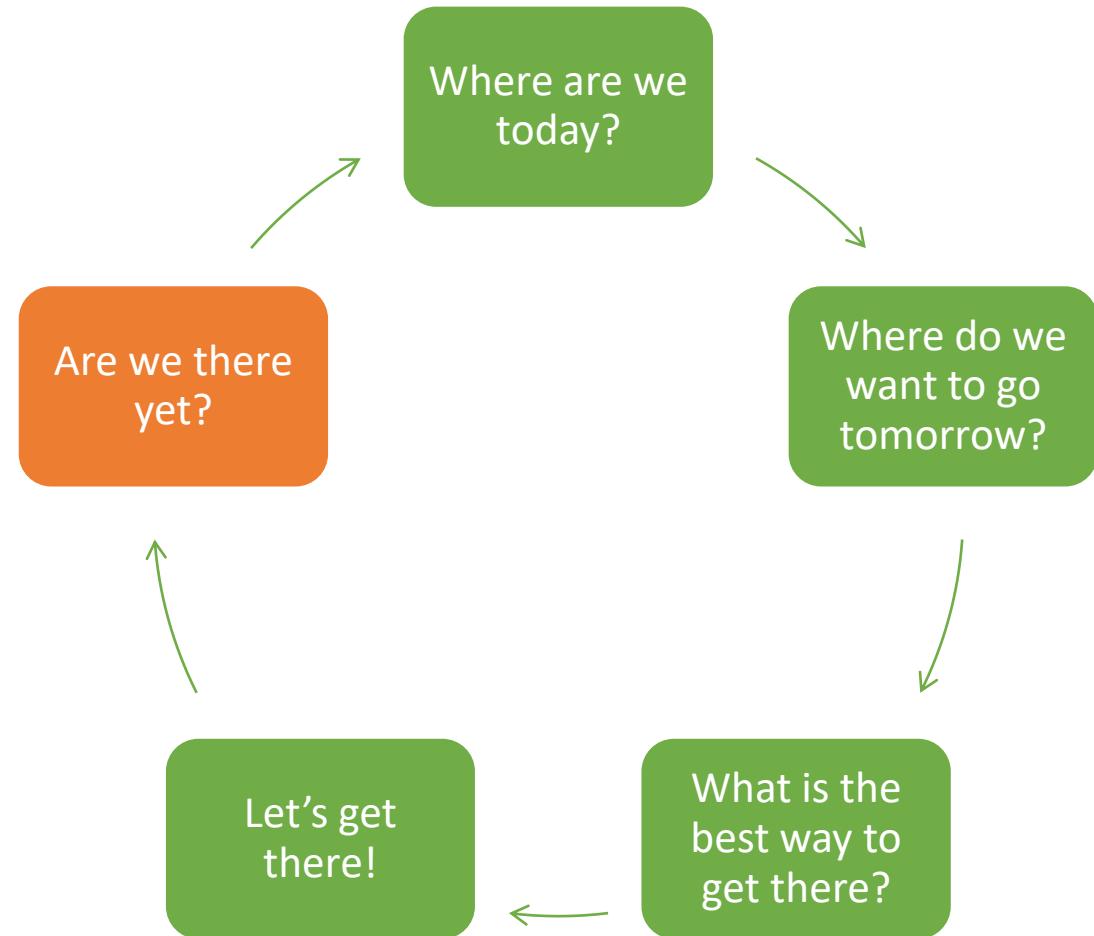 Where are we
today?
Where do we
want to go
tomorrow?
What is the
best way to
get there?
Let’s get
there!
Are we there
yet?